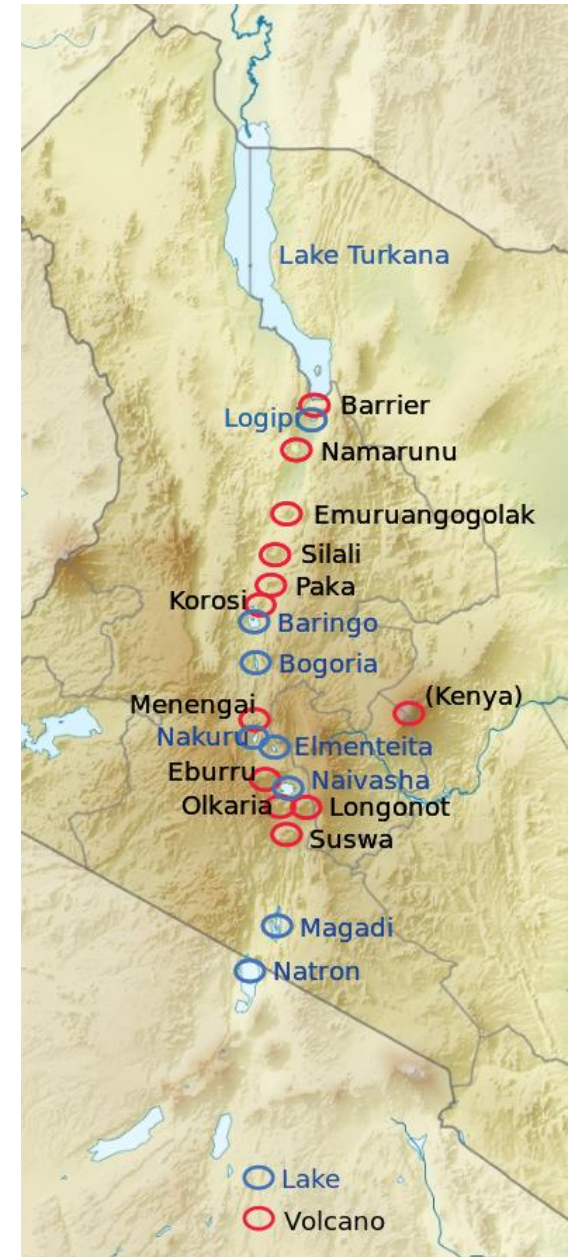 Lake Turkana
Barrier
Logipi
Namarunu
Emuruangogolak
Silali
Paka
Korosi
Baringo
Bogoria
(Kenya)
Menengai
Nakuru
Elmenteita
Eburru
Naivasha
Olkaria
Longonot
Suswa
Magadi
Natron
Lake
Volcano